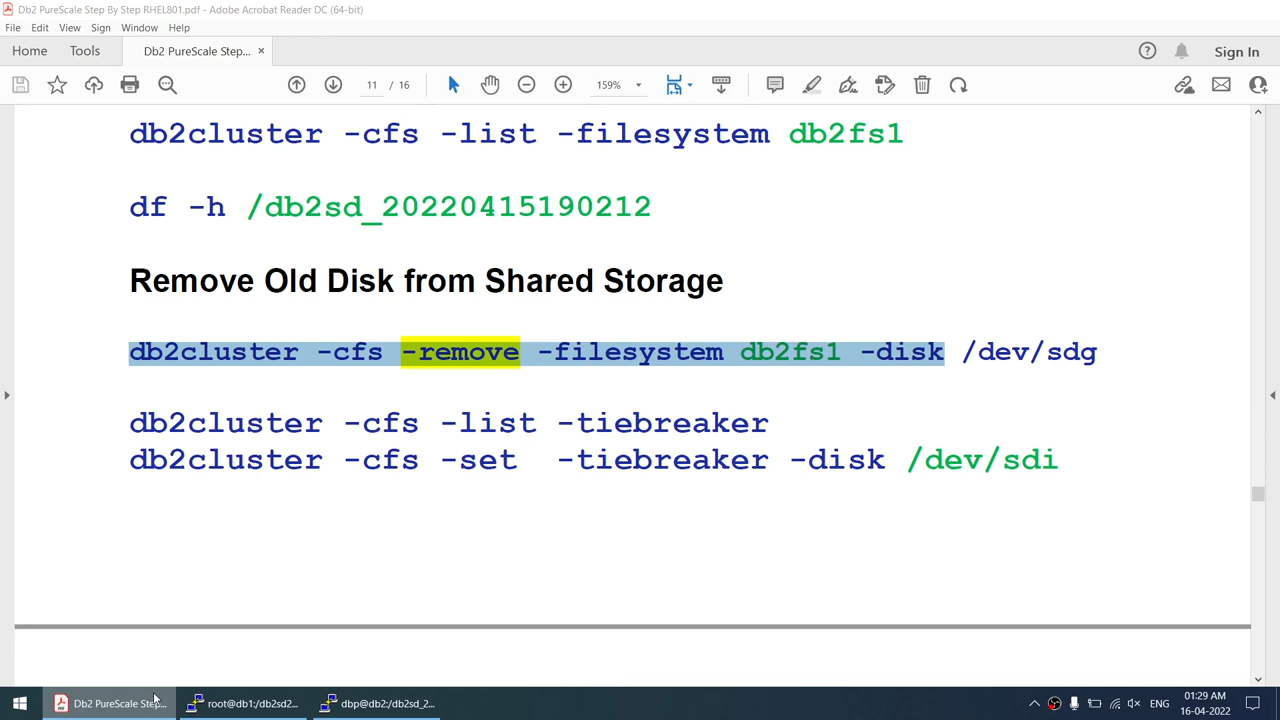 Db2 PureScale Step By Step RHEL801.pdf - Adobe Acrobat Reader DC (64-bit)
File Edit View Sign Window Help
Home Tools Db2 PureScale Step... × Sign In
11 / 16 159%
db2cluster -cfs -list -filesystem db2fs1
df -h /db2sd_20220415190212
Remove Old Disk from Shared Storage
db2cluster -cfs -remove -filesystem db2fs1 -disk /dev/sdg
db2cluster -cfs -list -tiebreaker
db2cluster -cfs -set -tiebreaker -disk /dev/sdi
Db2 PureScale Step... root@db1:/db2sd2... dbp@db2:/db2sd_2... ENG 01:29 AM
16-04-2022